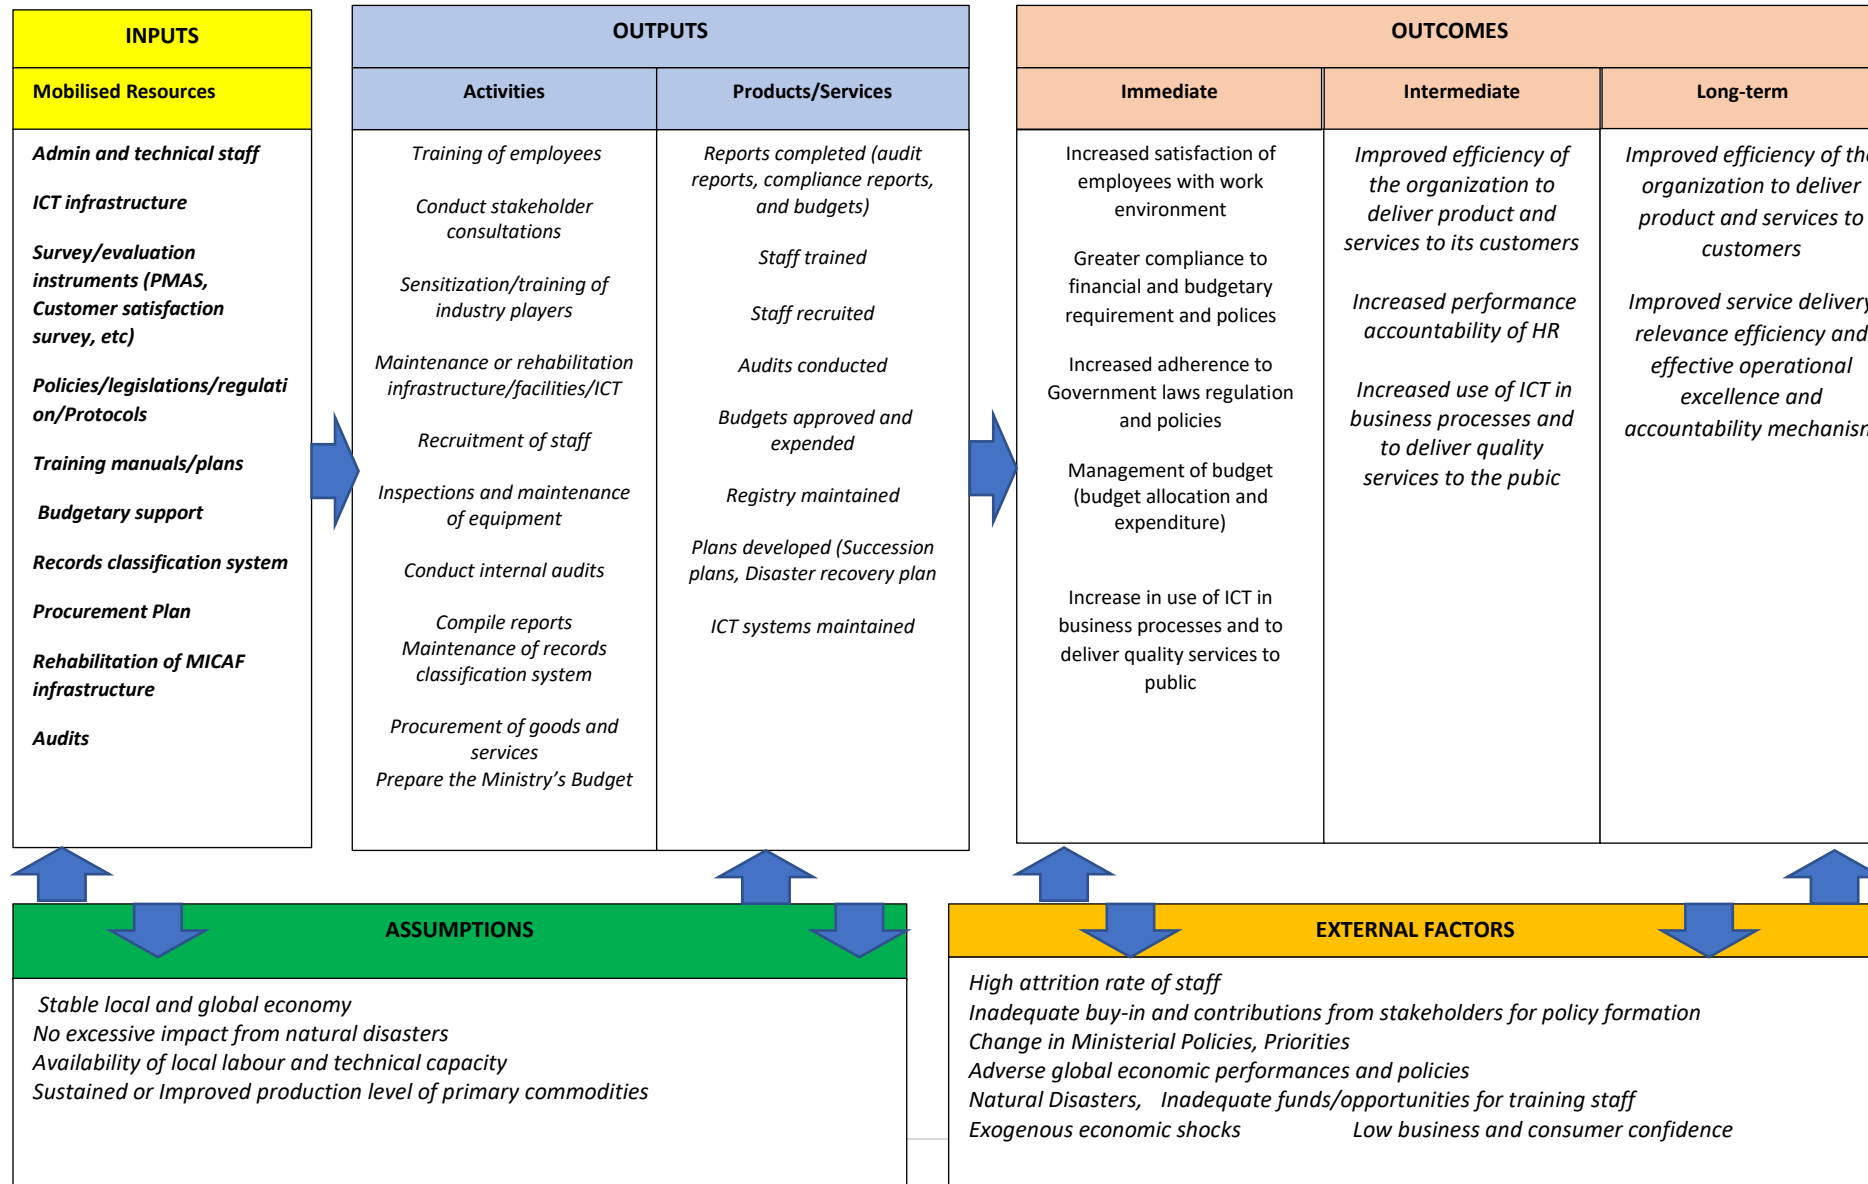 INPUTS
Mobilised Resources
Admin and technical staff
ICT infrastructure
Survey/evaluation
instruments (PMAS,
Customer satisfaction
survey, etc)
Policies/legislations/regulati
on/Protocols
Training manuals/plans
Budgetary support
Records classification system
Procurement Plan
Rehabilitation of MICAF
infrastructure
Audits
OUTPUTS
Activities
Training of employees
Conduct stakeholder
consultations
Sensitization/training of
industry players
Maintenance or rehabilitation
infrastructure/facilities/ICT
Recruitment of staff
Inspections and maintenance
of equipment
Conduct internal audits
Compile reports
Maintenance of records
classification system
Procurement of goods and
services
Prepare the Ministry’s Budget
Products/Services
Reports completed (audit
reports, compliance reports,
and budgets)
Staff trained
Staff recruited
Audits conducted
Budgets approved and
expended
Registry maintained
Plans developed (Succession
plans, Disaster recovery plan
ICT systems maintained
OUTCOMES
Immediate
Increased satisfaction of
employees with work
environment
Greater compliance to
financial and budgetary
requirement and polices
Increased adherence to
Government laws regulation
and policies
Management of budget
(budget allocation and
expenditure)
Increase in use of ICT in
business processes and to
deliver quality services to
public
Intermediate
Improved efficiency of
the organization to
deliver product and
services to its customers
Increased performance
accountability of HR
Increased use of ICT in
business processes and
to deliver quality
services to the pubic
Long-term
Improved efficiency of the
organization to deliver
product and services to
customers
Improved service delivery
relevance efficiency and
effective operational
excellence and
accountability mechanism
ASSUMPTIONS
Stable local and global economy
No excessive impact from natural disasters
Availability of local labour and technical capacity
Sustained or Improved production level of primary commodities
EXTERNAL FACTORS
High attrition rate of staff
Inadequate buy-in and contributions from stakeholders for policy formation
Change in Ministerial Policies, Priorities
Adverse global economic performances and policies
Natural Disasters, Inadequate funds/opportunities for training staff
Exogenous economic shocks Low business and consumer confidence